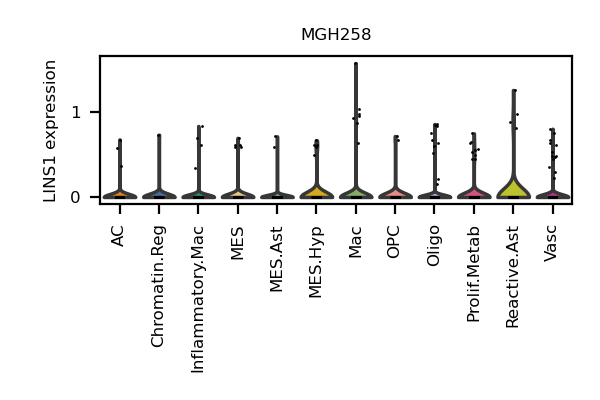 MGH258
LINS1 expression
1
0
AC
Chromatin.Reg
Inflammatory.Mac
MES
MES.Ast
MES.Hyp
Mac
OPC
Oligo
Prolif.Metab
Reactive.Ast
Vasc